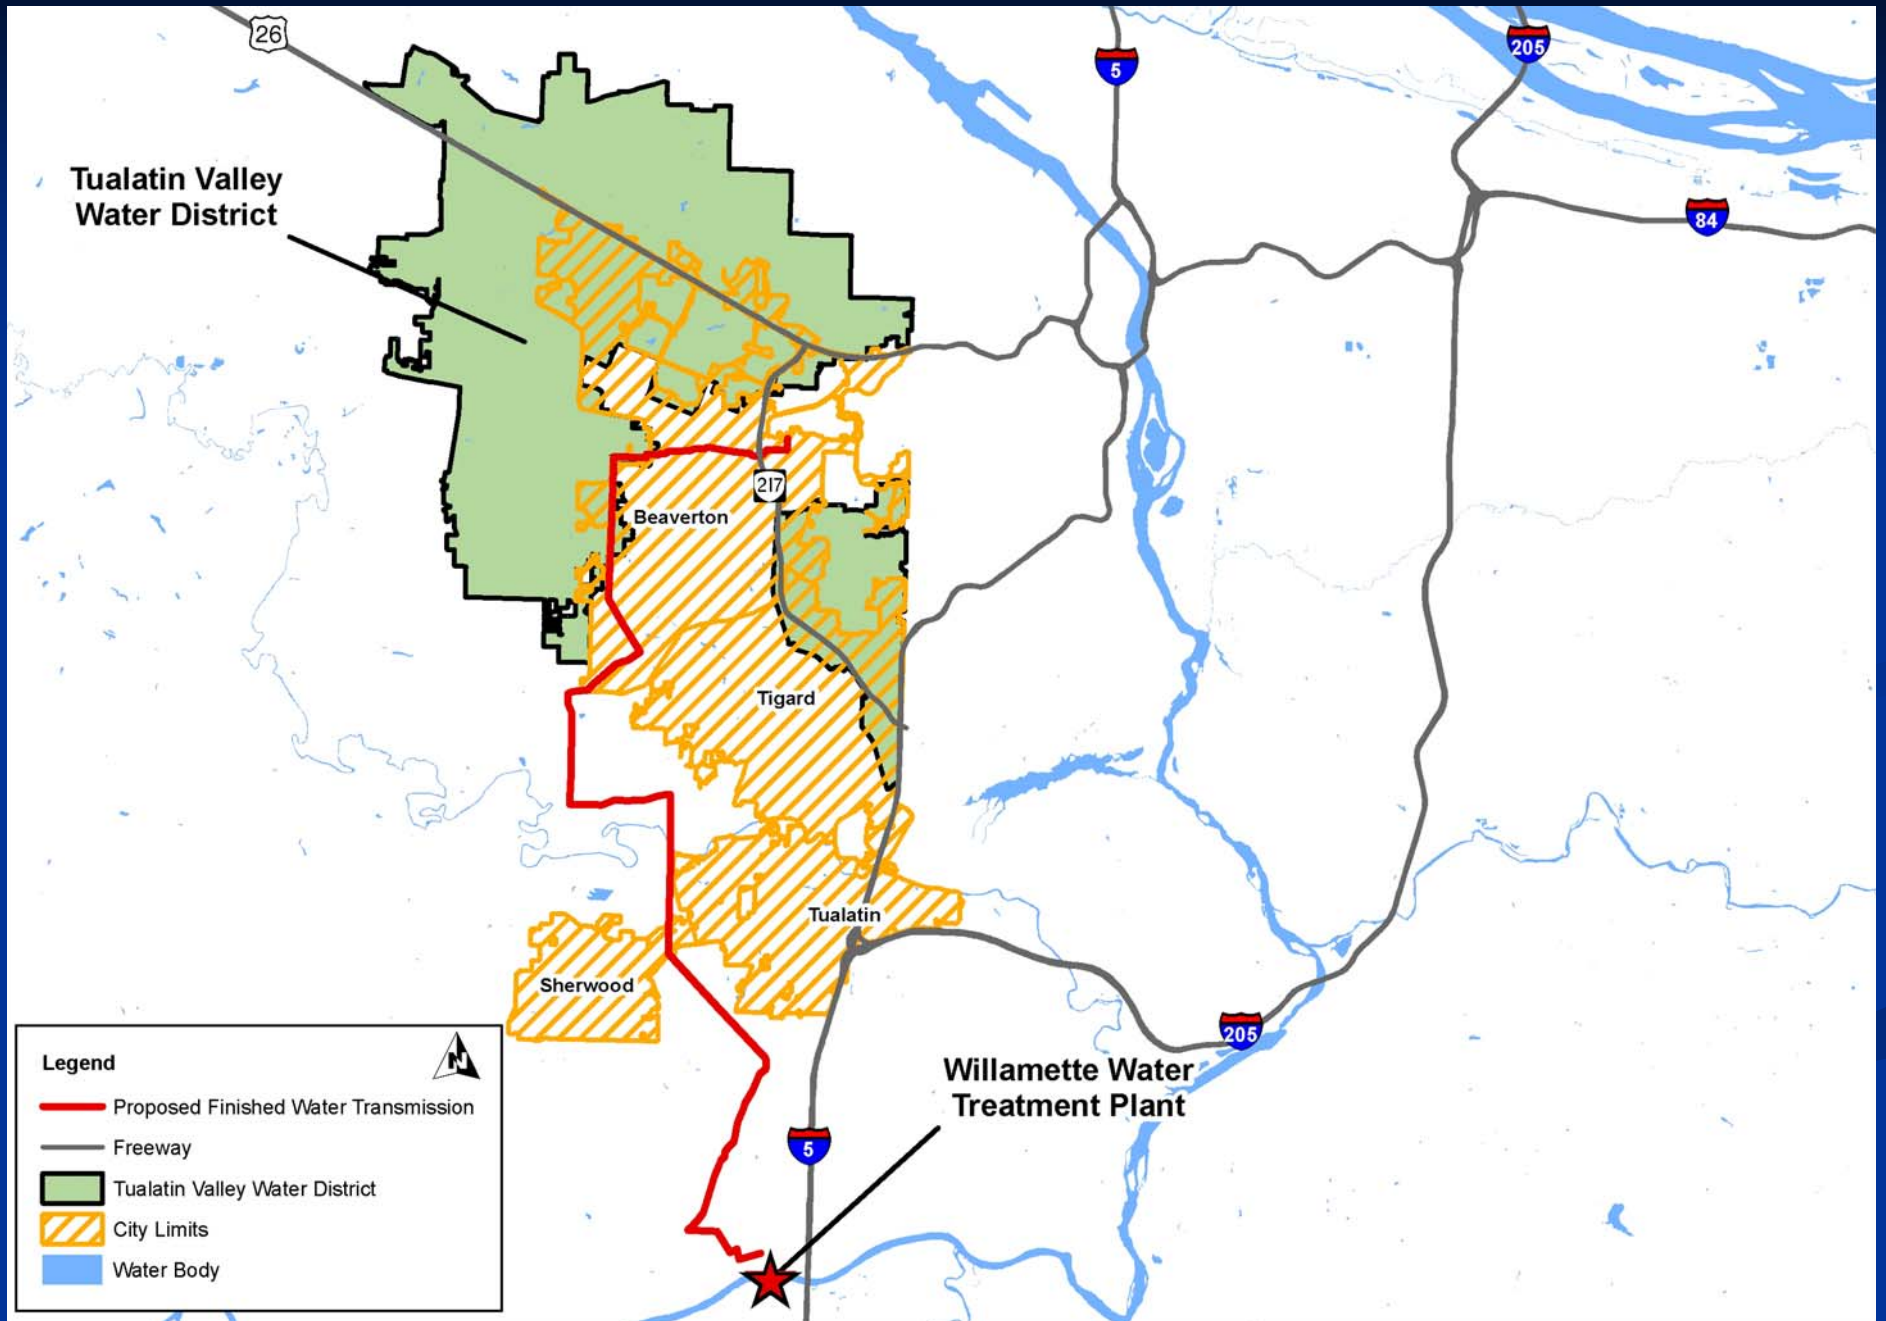 26
5
205
Tualatin Valley
Water District
84
217
Beaverton
Tigard
Tualatin
Sherwood
205
Willamette Water
Treatment Plant
5
Legend
N
Proposed Finished Water Transmission
Freeway
Tualatin Valley Water District
City Limits
Water Body